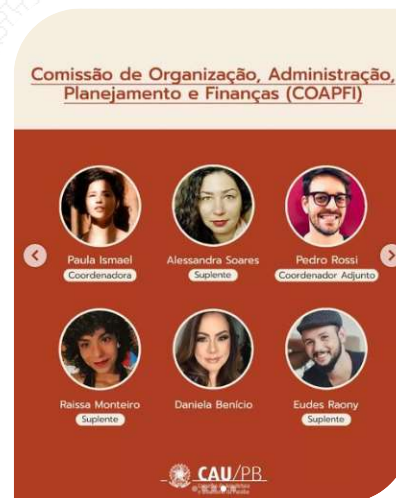 Comissão de Organização, Administração,
Planejamento e Finanças (COAPFI)
Paula Ismael
Coordenadora
Alessandra Soares
Suplente
Pedro Rossi
Coordenador Adjunto
Raissa Monteiro
Suplente
Daniela Benício
Eudes Raony
Suplente
CAU/PB